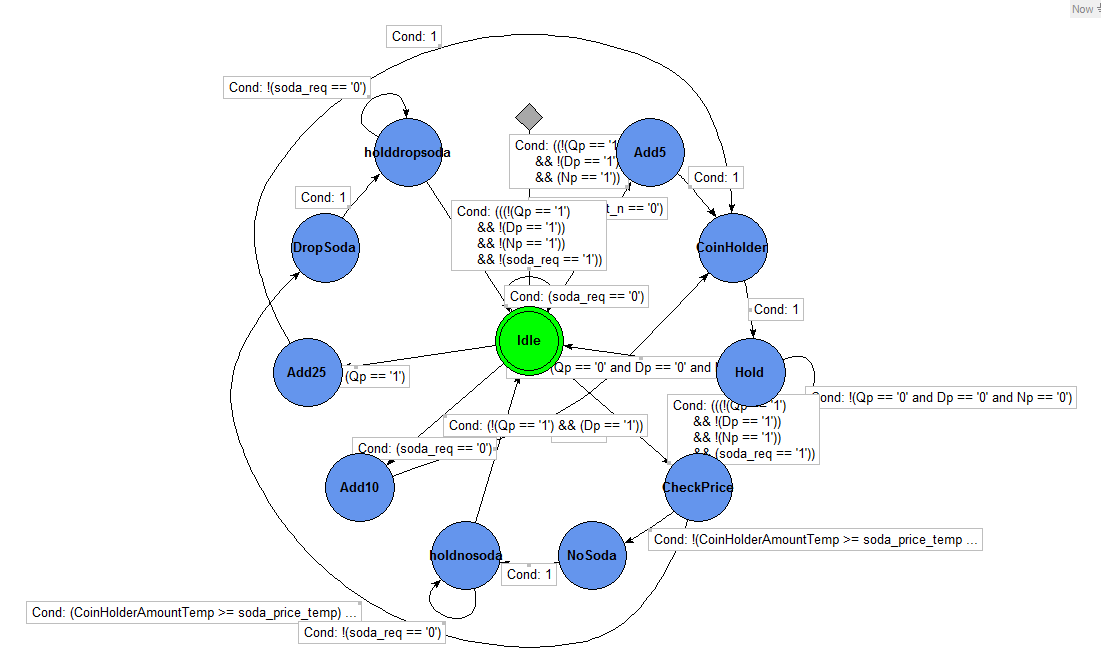 Now
Cond: 1
Cond: !(soda_req == '0')
holddropsoda
Cond: ((!(Qp == '1
&& !(Dp == '1')
&& (Np == '1'))
Add5
Cond: 1
Cond: 1
t_n == '0')
Cond: (((!(Qp == '1')
&& !(Dp == '1'))
&& !(Np == '1'))
&& !(soda_req == '1'))
DropSoda
CoinHolder
Cond: (soda_req == '0')
Cond: 1
Idle
(Qp == '0' and Dp == '0' and
Add25
(Qp == '1')
Hold
Cond: !(Qp == '0' and Dp == '0' and Np == '0')
Cond: (((!(Qp == '1')
&& !(Dp == '1'))
&& !(Np == '1'))
&& (soda_req == '1'))
Cond: (!(Qp == '1') && (Dp == '1'))
Cond: (soda_req == '0')
Add10
CheckPrice
Cond: !(CoinHolderAmountTemp >= soda_price_temp ...
holdnosoda
NoSoda
Cond: 1
Cond: (CoinHolderAmountTemp >= soda_price_temp) ...
Cond: !(soda_req == '0')